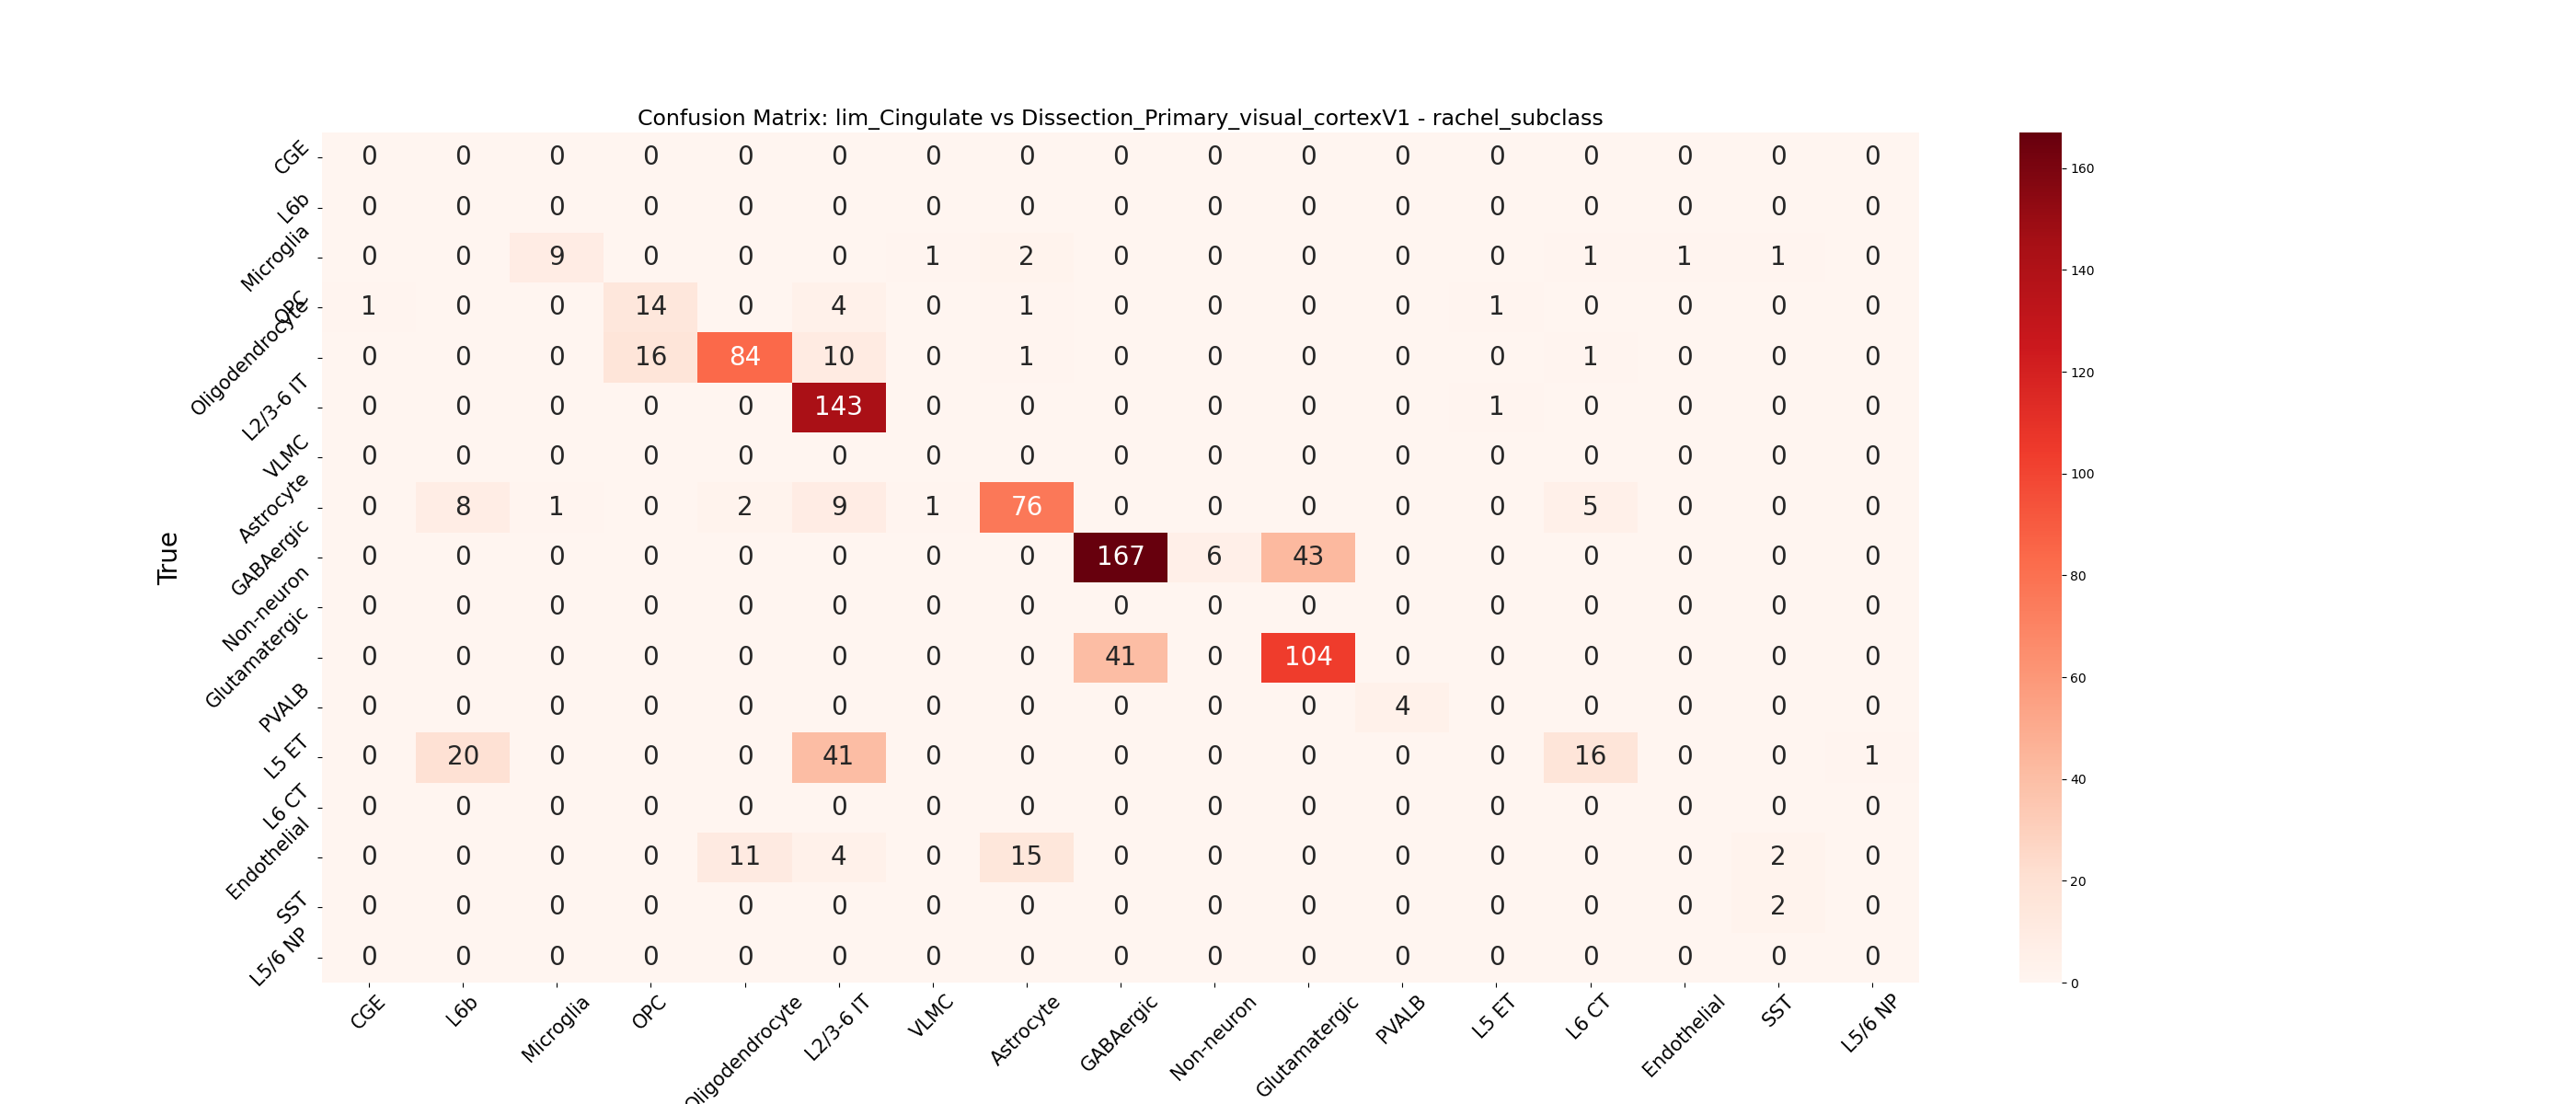 Confusion Matrix: lim_Cingulate vs Dissection_Primary_visual_cortexV1 - rachel_subclass
True
CGE 0 0 0 0 0 0 0 0 0 0 0 0 0 0 0 0 0
L6b 0 0 0 0 0 0 0 0 0 0 0 0 0 0 0 0 0
Microglia 0 0 9 0 0 0 1 2 0 0 0 0 0 1 1 1 0
OPC 1 0 0 14 0 4 0 1 0 0 0 0 1 0 0 0 0
Oligodendrocyte 0 0 0 16 84 10 0 1 0 0 0 0 0 1 0 0 0
L2/3-6 IT 0 0 0 0 0 143 0 0 0 0 0 0 1 0 0 0 0
VLMC 0 0 0 0 0 0 0 0 0 0 0 0 0 0 0 0 0
Astrocyte 0 8 1 0 2 9 1 76 0 0 0 0 0 5 0 0 0
GABAergic 0 0 0 0 0 0 0 0 167 6 43 0 0 0 0 0 0
Non-neuron 0 0 0 0 0 0 0 0 0 0 0 0 0 0 0 0 0
Glutamatergic 0 0 0 0 0 0 0 0 41 0 104 0 0 0 0 0 0
PVALB 0 0 0 0 0 0 0 0 0 0 0 4 0 0 0 0 0
L5 ET 0 20 0 0 0 41 0 0 0 0 0 0 0 16 0 0 1
L6 CT 0 0 0 0 0 0 0 0 0 0 0 0 0 0 0 0 0
Endothelial 0 0 0 0 11 4 0 15 0 0 0 0 0 0 0 2 0
SST 0 0 0 0 0 0 0 0 0 0 0 0 0 0 0 2 0
L5/6 NP 0 0 0 0 0 0 0 0 0 0 0 0 0 0 0 0 0
CGE L6b Microglia OPC Oligodendrocyte L2/3-6 IT VLMC Astrocyte GABAergic Non-neuron Glutamatergic PVALB L5 ET L6 CT Endothelial SST L5/6 NP
160
140
120
100
80
60
40
20
0